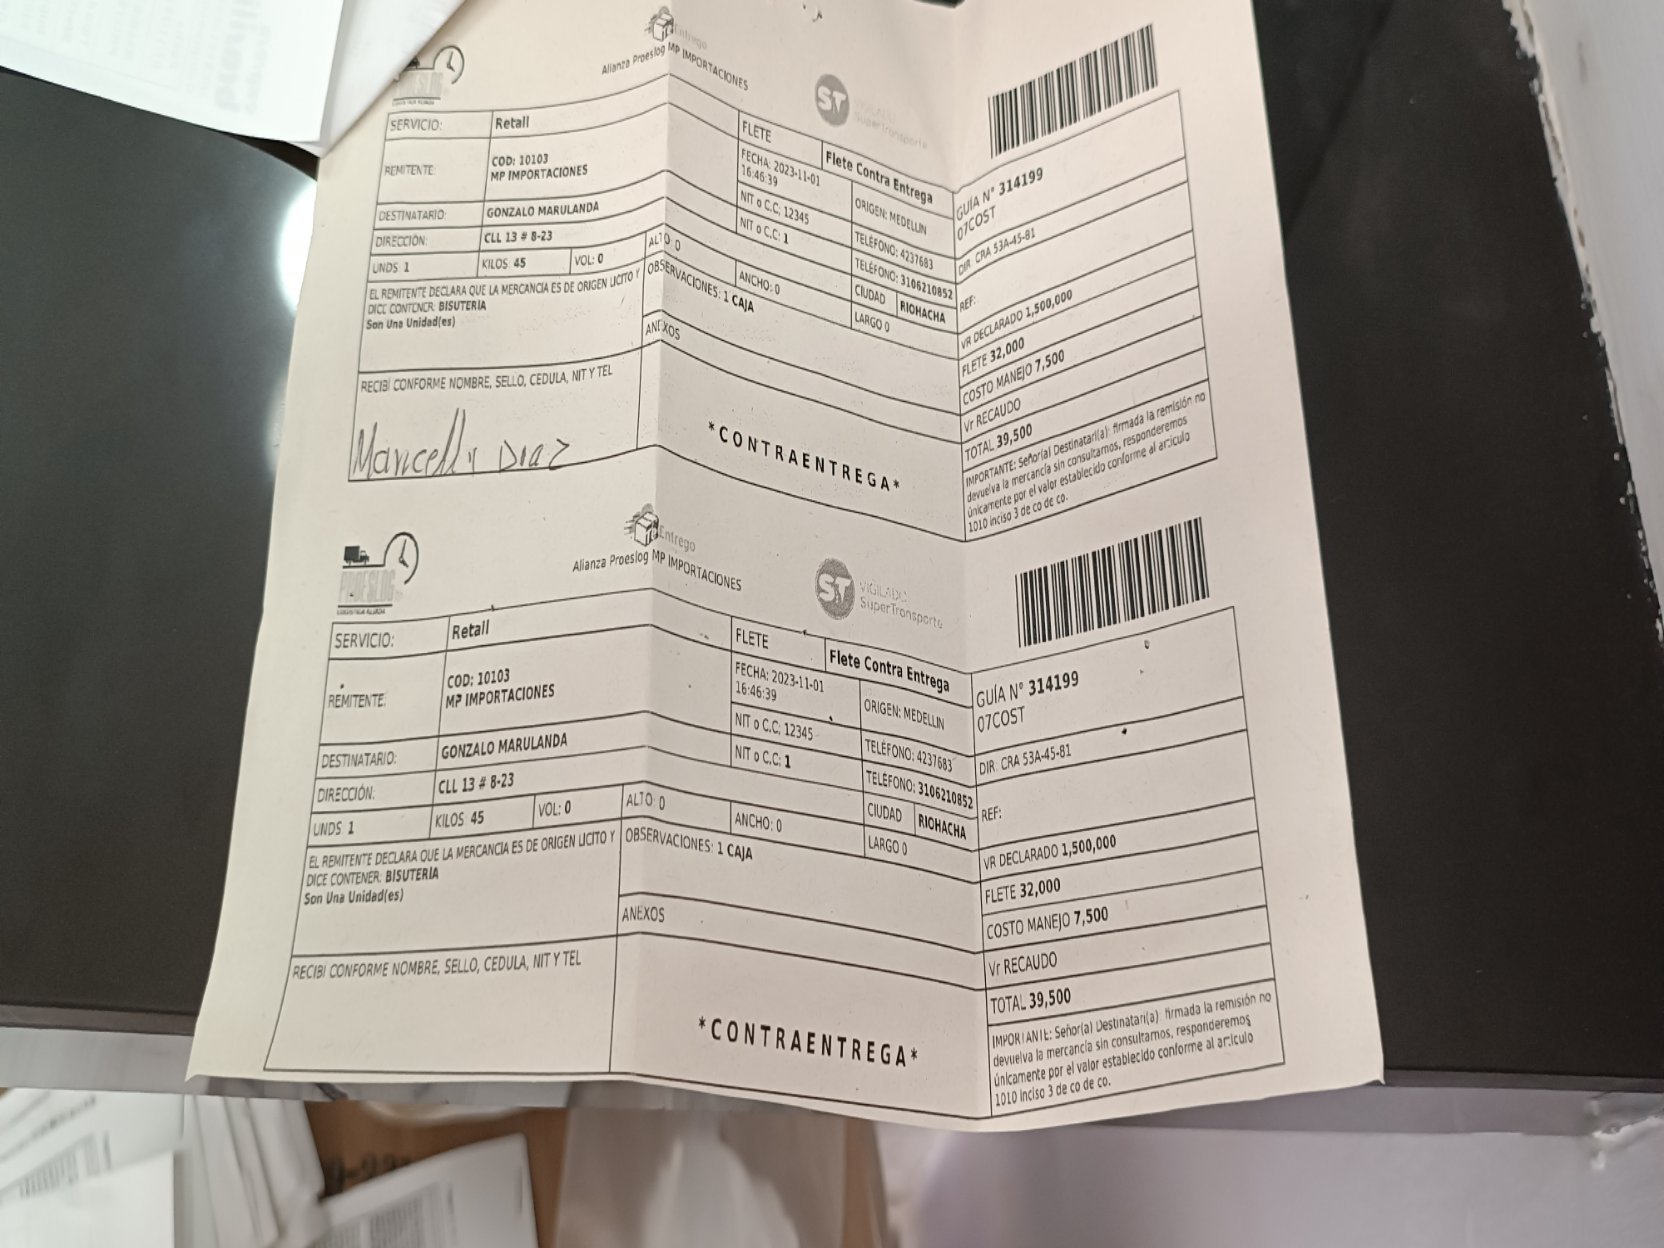 Entrego
Alianza Proeslog MP IMPORTACIONES
ST
SuperTransporte
SERVICIO: Retall
FLETE Flete Contra Entrega
GUÍA N° 314199
07COST
REMITENTE: COD: 10103
MP IMPORTACIONES
FECHA: 2023-11-01
16:46:39
ORIGEN: MEDELLIN
DIR. CRA 53A-45-81
NIT o C.C; 12345 TELÉFONO: 4237683
DESTINATARIO: GONZALO MARULANDA
NIT o C.C: 1 TELÉFONO: 3106210852
REF:
DIRECCIÓN: CLL 13 # 8-23
CIUDAD RIOHACHA
UNDS 1 KILOS 45 VOL: 0 ALTO 0 ANCHO: 0 LARGO 0
VR DECLARADO 1,500,000
EL REMITENTE DECLARA QUE LA MERCANCIA ES DE ORIGEN LICITO Y
DICE CONTENER: BISUTERIA
Son Una Unidad(es)
OBSERVACIONES: 1 CAJA
FLETE 32,000
COSTO MANEJO 7,500
ANEXOS
Vr RECAUDO
TOTAL 39,500
RECIBI CONFORME NOMBRE, SELLO, CEDULA, NIT Y TEL
Marcelly Diaz
*CONTRAENTREGA*
IMPORTANTE: Señor(a) Destinatari(a) firmada la remisión no
devuelva la mercancía sin consultarnos, responderemos
únicamente por el valor establecido conforme al articulo
1010 inciso 3 de co de co.
Entrego
Alianza Proeslog MP IMPORTACIONES
PROESLOG
ST
VIGILADO
SuperTransporte
SERVICIO: Retall
FLETE Flete Contra Entrega
GUÍA N° 314199
07COST
REMITENTE: COD: 10103
MP IMPORTACIONES
FECHA: 2023-11-01
16:46:39
ORIGEN: MEDELLIN
DIR. CRA 53A-45-81
NIT o C.C; 12345 TELÉFONO: 4237683
DESTINATARIO: GONZALO MARULANDA
NIT o C.C: 1 TELÉFONO: 3106210852
REF:
DIRECCIÓN: CLL 13 # 8-23
CIUDAD RIOHACHA
UNDS 1 KILOS 45 VOL: 0 ALTO: 0 ANCHO: 0 LARGO 0
VR DECLARADO 1,500,000
EL REMITENTE DECLARA QUE LA MERCANCIA ES DE ORIGEN LICITO Y
DICE CONTENER: BISUTERIA
Son Una Unidad(es)
OBSERVACIONES: 1 CAJA
FLETE 32,000
COSTO MANEJO 7,500
ANEXOS
Vr RECAUDO
TOTAL 39,500
RECIBI CONFORME NOMBRE, SELLO, CEDULA, NIT Y TEL
*CONTRAENTREGA*
IMPORTANTE: Señor(a) Destinatari(a) firmada la remisión no
devuelva la mercancía sin consultarnos, responderemos
únicamente por el valor establecido conforme al articulo
1010 inciso 3 de co de co.